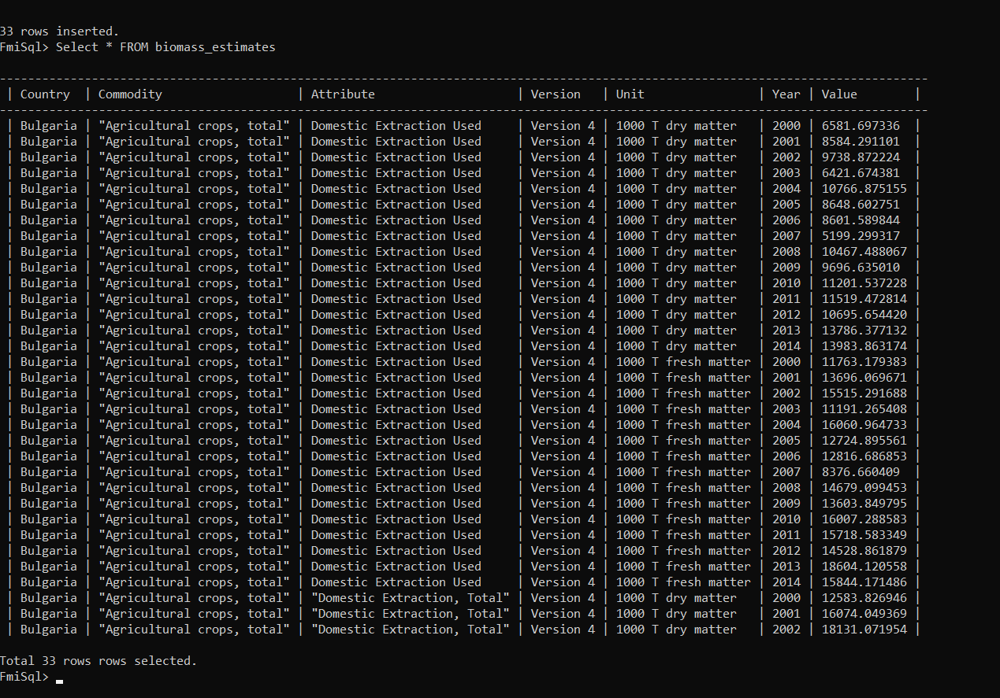 33 rows inserted.
FmiSql> Select * FROM biomass_estimates
-----------------------------------------------------------------------------------------------------------------------------------
| Country  | Commodity                   | Attribute                    | Version   | Unit                | Year | Value        |
-----------------------------------------------------------------------------------------------------------------------------------
| Bulgaria | "Agricultural crops, total" | Domestic Extraction Used     | Version 4 | 1000 T dry matter   | 2000 | 6581.697336  |
| Bulgaria | "Agricultural crops, total" | Domestic Extraction Used     | Version 4 | 1000 T dry matter   | 2001 | 8584.291101  |
| Bulgaria | "Agricultural crops, total" | Domestic Extraction Used     | Version 4 | 1000 T dry matter   | 2002 | 9738.872224  |
| Bulgaria | "Agricultural crops, total" | Domestic Extraction Used     | Version 4 | 1000 T dry matter   | 2003 | 6421.674381  |
| Bulgaria | "Agricultural crops, total" | Domestic Extraction Used     | Version 4 | 1000 T dry matter   | 2004 | 10766.875155 |
| Bulgaria | "Agricultural crops, total" | Domestic Extraction Used     | Version 4 | 1000 T dry matter   | 2005 | 8648.602751  |
| Bulgaria | "Agricultural crops, total" | Domestic Extraction Used     | Version 4 | 1000 T dry matter   | 2006 | 8601.589844  |
| Bulgaria | "Agricultural crops, total" | Domestic Extraction Used     | Version 4 | 1000 T dry matter   | 2007 | 5199.299317  |
| Bulgaria | "Agricultural crops, total" | Domestic Extraction Used     | Version 4 | 1000 T dry matter   | 2008 | 10467.488067 |
| Bulgaria | "Agricultural crops, total" | Domestic Extraction Used     | Version 4 | 1000 T dry matter   | 2009 | 9696.635010  |
| Bulgaria | "Agricultural crops, total" | Domestic Extraction Used     | Version 4 | 1000 T dry matter   | 2010 | 11201.537228 |
| Bulgaria | "Agricultural crops, total" | Domestic Extraction Used     | Version 4 | 1000 T dry matter   | 2011 | 11519.472814 |
| Bulgaria | "Agricultural crops, total" | Domestic Extraction Used     | Version 4 | 1000 T dry matter   | 2012 | 10695.654420 |
| Bulgaria | "Agricultural crops, total" | Domestic Extraction Used     | Version 4 | 1000 T dry matter   | 2013 | 13786.377132 |
| Bulgaria | "Agricultural crops, total" | Domestic Extraction Used     | Version 4 | 1000 T dry matter   | 2014 | 13983.863174 |
| Bulgaria | "Agricultural crops, total" | Domestic Extraction Used     | Version 4 | 1000 T fresh matter | 2000 | 11763.179383 |
| Bulgaria | "Agricultural crops, total" | Domestic Extraction Used     | Version 4 | 1000 T fresh matter | 2001 | 13696.069671 |
| Bulgaria | "Agricultural crops, total" | Domestic Extraction Used     | Version 4 | 1000 T fresh matter | 2002 | 15515.291688 |
| Bulgaria | "Agricultural crops, total" | Domestic Extraction Used     | Version 4 | 1000 T fresh matter | 2003 | 11191.265408 |
| Bulgaria | "Agricultural crops, total" | Domestic Extraction Used     | Version 4 | 1000 T fresh matter | 2004 | 16060.964733 |
| Bulgaria | "Agricultural crops, total" | Domestic Extraction Used     | Version 4 | 1000 T fresh matter | 2005 | 12724.895561 |
| Bulgaria | "Agricultural crops, total" | Domestic Extraction Used     | Version 4 | 1000 T fresh matter | 2006 | 12816.686853 |
| Bulgaria | "Agricultural crops, total" | Domestic Extraction Used     | Version 4 | 1000 T fresh matter | 2007 | 8376.660409  |
| Bulgaria | "Agricultural crops, total" | Domestic Extraction Used     | Version 4 | 1000 T fresh matter | 2008 | 14679.099453 |
| Bulgaria | "Agricultural crops, total" | Domestic Extraction Used     | Version 4 | 1000 T fresh matter | 2009 | 13603.849795 |
| Bulgaria | "Agricultural crops, total" | Domestic Extraction Used     | Version 4 | 1000 T fresh matter | 2010 | 16007.288583 |
| Bulgaria | "Agricultural crops, total" | Domestic Extraction Used     | Version 4 | 1000 T fresh matter | 2011 | 15718.583349 |
| Bulgaria | "Agricultural crops, total" | Domestic Extraction Used     | Version 4 | 1000 T fresh matter | 2012 | 14528.861879 |
| Bulgaria | "Agricultural crops, total" | Domestic Extraction Used     | Version 4 | 1000 T fresh matter | 2013 | 18604.120558 |
| Bulgaria | "Agricultural crops, total" | Domestic Extraction Used     | Version 4 | 1000 T fresh matter | 2014 | 15844.171486 |
| Bulgaria | "Agricultural crops, total" | "Domestic Extraction, Total" | Version 4 | 1000 T dry matter   | 2000 | 12583.826946 |
| Bulgaria | "Agricultural crops, total" | "Domestic Extraction, Total" | Version 4 | 1000 T dry matter   | 2001 | 16074.049369 |
| Bulgaria | "Agricultural crops, total" | "Domestic Extraction, Total" | Version 4 | 1000 T dry matter   | 2002 | 18131.071954 |
Total 33 rows rows selected.
FmiSql>